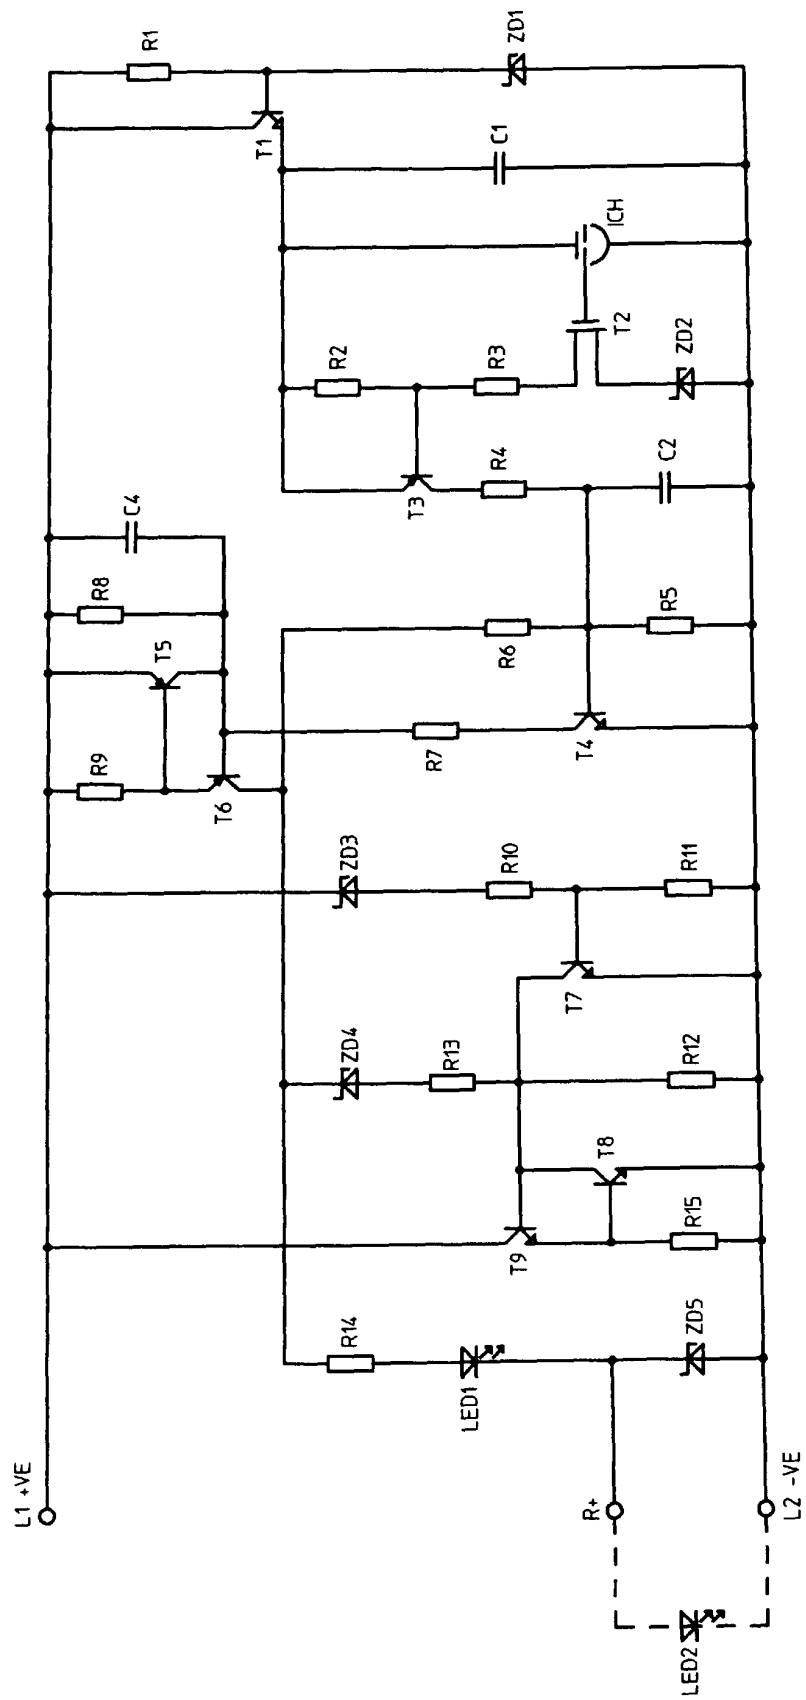 L1 +VE
R9
T5
R8
C4
R1
T6
T1
ZD4
ZD3
R2
R14
R13
R7
T3
LED1
R10
R6
R4
R3
C1
ZD1
T9
T7
T4
T2
ICH
R+
T8
R15
R12
R11
R5
C2
ZD2
ZD5
LED2
L2 -VE